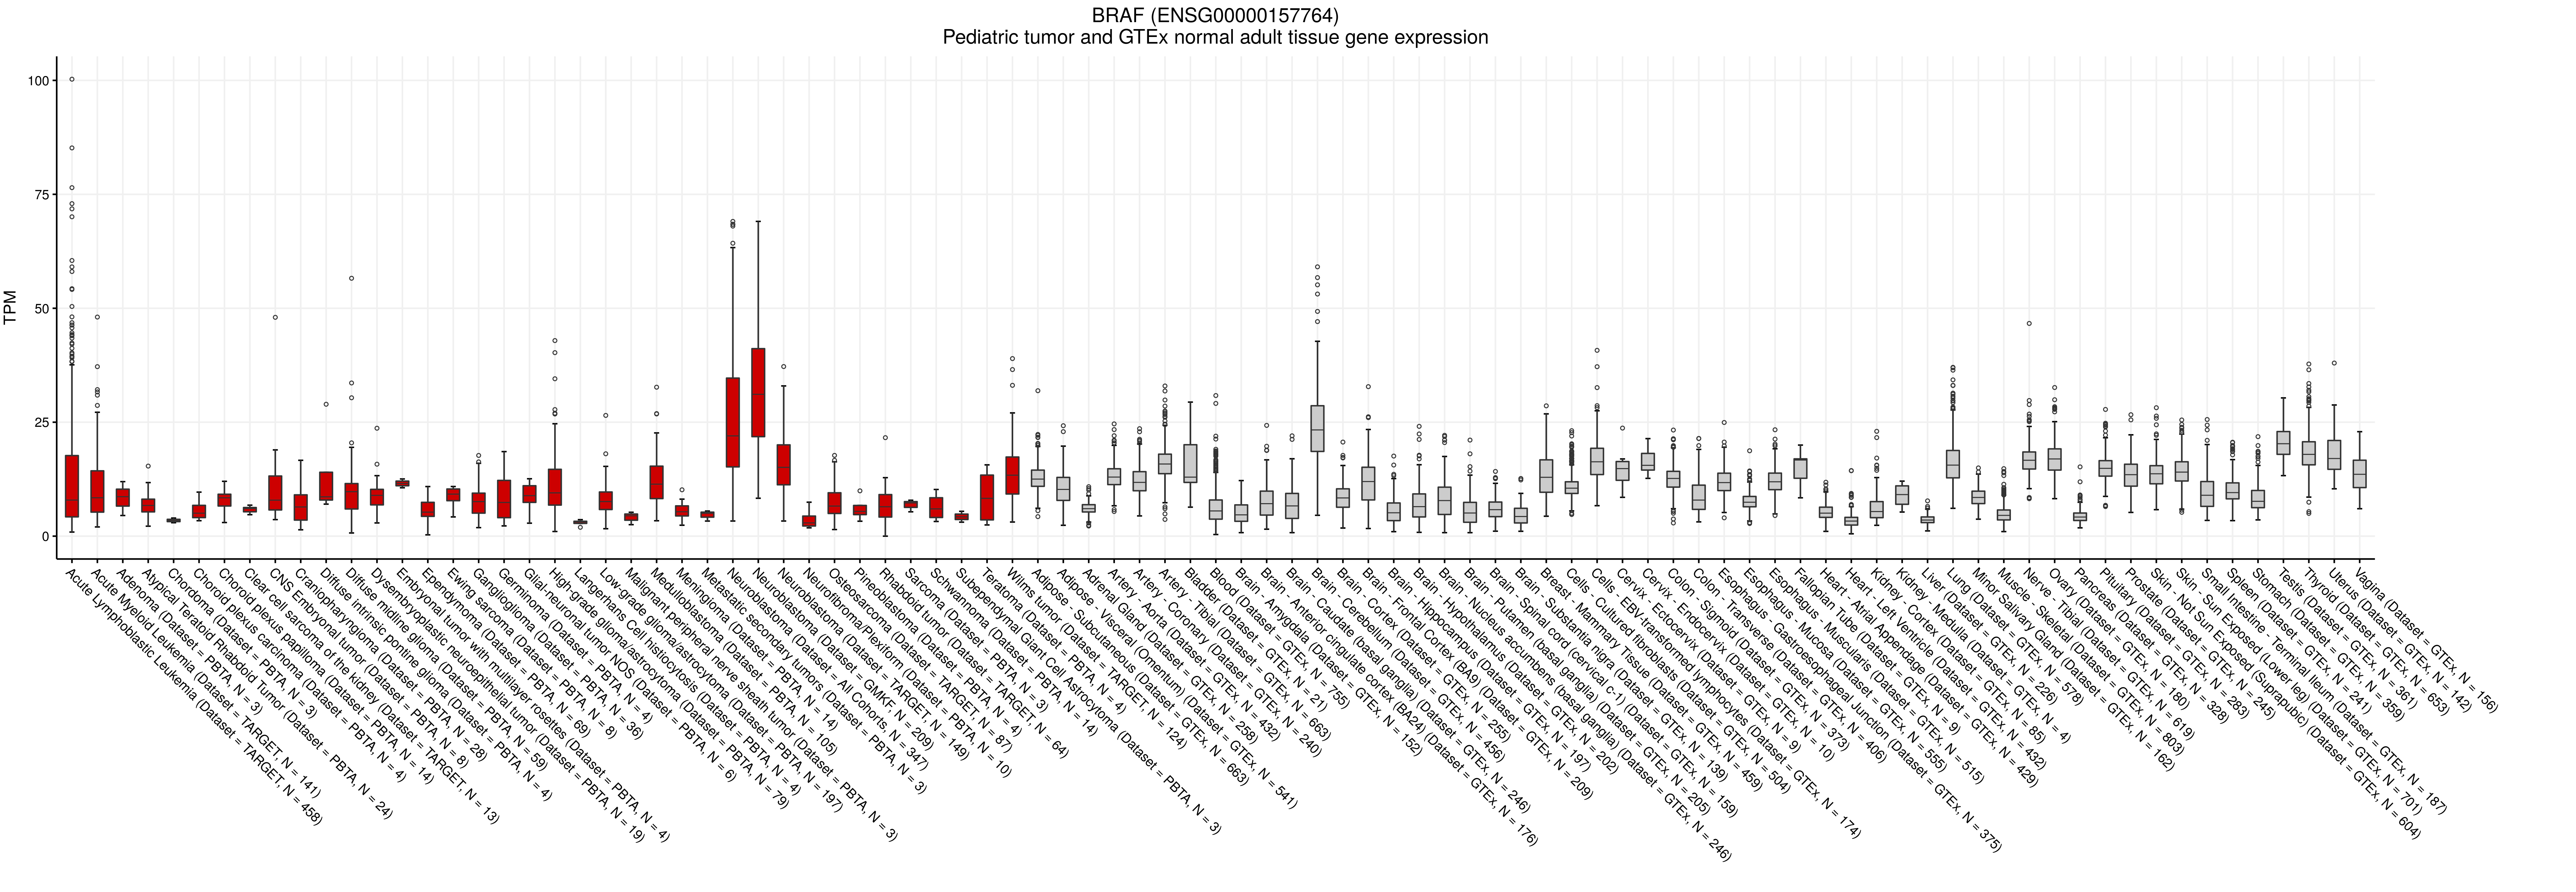 BRAF (ENSG00000157764)
Pediatric tumor and GTEx normal adult tissue gene expression
TPM
100
75
50
25
0
Acute Lymphoblastic Leukemia (Dataset = TARGET, N = 458)
Acute Myeloid Leukemia (Dataset = TARGET, N = 141)
Adenoma (Dataset = PBTA, N = 3)
Atypical Teratoid Rhabdoid Tumor (Dataset = PBTA, N = 24)
Chordoma (Dataset = PBTA, N = 3)
Choroid plexus carcinoma (Dataset = PBTA, N = 4)
Choroid plexus papilloma (Dataset = PBTA, N = 14)
Clear cell sarcoma of the kidney (Dataset = TARGET, N = 13)
CNS Embryonal tumor (Dataset = PBTA, N = 8)
Craniopharyngioma (Dataset = PBTA, N = 28)
Diffuse intrinsic pontine glioma (Dataset = PBTA, N = 4)
Diffuse midline glioma (Dataset = PBTA, N = 59)
Dysembryoplastic neuroepithelial tumor (Dataset = PBTA, N = 19)
Embryonal tumor with multilayer rosettes (Dataset = PBTA, N = 4)
Ependymoma (Dataset = PBTA, N = 69)
Ewing sarcoma (Dataset = PBTA, N = 8)
Ganglioglioma (Dataset = PBTA, N = 36)
Germinoma (Dataset = PBTA, N = 4)
Glial-neuronal tumor NOS (Dataset = PBTA, N = 6)
High-grade glioma/astrocytoma (Dataset = PBTA, N = 79)
Langerhans Cell histiocytosis (Dataset = PBTA, N = 4)
Low-grade glioma/astrocytoma (Dataset = PBTA, N = 197)
Malignant peripheral nerve sheath tumor (Dataset = PBTA, N = 3)
Medulloblastoma (Dataset = PBTA, N = 105)
Meningioma (Dataset = PBTA, N = 14)
Metastatic secondary tumors (Dataset = PBTA, N = 3)
Neuroblastoma (Dataset = All Cohorts, N = 347)
Neuroblastoma (Dataset = GMKF, N = 209)
Neuroblastoma (Dataset = TARGET, N = 149)
Neurofibroma/Plexiform (Dataset = PBTA, N = 10)
Osteosarcoma (Dataset = TARGET, N = 87)
Pineoblastoma (Dataset = PBTA, N = 4)
Rhabdoid tumor (Dataset = TARGET, N = 64)
Sarcoma (Dataset = PBTA, N = 3)
Schwannoma (Dataset = PBTA, N = 14)
Subependymal Giant Cell Astrocytoma (Dataset = PBTA, N = 3)
Teratoma (Dataset = PBTA, N = 4)
Wilms tumor (Dataset = TARGET, N = 124)
Adipose - Subcutaneous (Dataset = GTEx, N = 663)
Adipose - Visceral (Omentum) (Dataset = GTEx, N = 541)
Adrenal Gland (Dataset = GTEx, N = 258)
Artery - Aorta (Dataset = GTEx, N = 432)
Artery - Coronary (Dataset = GTEx, N = 240)
Artery - Tibial (Dataset = GTEx, N = 663)
Bladder (Dataset = GTEx, N = 21)
Blood (Dataset = GTEx, N = 755)
Brain - Amygdala (Dataset = GTEx, N = 152)
Brain - Anterior cingulate cortex (BA24) (Dataset = GTEx, N = 176)
Brain - Caudate (basal ganglia) (Dataset = GTEx, N = 246)
Brain - Cerebellum (Dataset = GTEx, N = 456)
Brain - Cortex (Dataset = GTEx, N = 255)
Brain - Frontal Cortex (BA9) (Dataset = GTEx, N = 209)
Brain - Hippocampus (Dataset = GTEx, N = 197)
Brain - Hypothalamus (Dataset = GTEx, N = 202)
Brain - Nucleus accumbens (basal ganglia) (Dataset = GTEx, N = 246)
Brain - Putamen (basal ganglia) (Dataset = GTEx, N = 205)
Brain - Spinal cord (cervical c-1) (Dataset = GTEx, N = 159)
Brain - Substantia nigra (Dataset = GTEx, N = 139)
Breast - Mammary Tissue (Dataset = GTEx, N = 459)
Cells - Cultured fibroblasts (Dataset = GTEx, N = 504)
Cells - EBV-transformed lymphocytes (Dataset = GTEx, N = 174)
Cervix - Ectocervix (Dataset = GTEx, N = 9)
Cervix - Endocervix (Dataset = GTEx, N = 10)
Colon - Sigmoid (Dataset = GTEx, N = 373)
Colon - Transverse (Dataset = GTEx, N = 406)
Esophagus - Gastroesophageal Junction (Dataset = GTEx, N = 375)
Esophagus - Mucosa (Dataset = GTEx, N = 555)
Esophagus - Muscularis (Dataset = GTEx, N = 515)
Fallopian Tube (Dataset = GTEx, N = 9)
Heart - Atrial Appendage (Dataset = GTEx, N = 429)
Heart - Left Ventricle (Dataset = GTEx, N = 432)
Kidney - Cortex (Dataset = GTEx, N = 85)
Kidney - Medulla (Dataset = GTEx, N = 4)
Liver (Dataset = GTEx, N = 226)
Lung (Dataset = GTEx, N = 578)
Minor Salivary Gland (Dataset = GTEx, N = 162)
Muscle - Skeletal (Dataset = GTEx, N = 803)
Nerve - Tibial (Dataset = GTEx, N = 619)
Ovary (Dataset = GTEx, N = 180)
Pancreas (Dataset = GTEx, N = 328)
Pituitary (Dataset = GTEx, N = 283)
Prostate (Dataset = GTEx, N = 245)
Skin - Not Sun Exposed (Suprapubic) (Dataset = GTEx, N = 604)
Skin - Sun Exposed (Lower leg) (Dataset = GTEx, N = 701)
Small Intestine - Terminal Ileum (Dataset = GTEx, N = 187)
Spleen (Dataset = GTEx, N = 241)
Stomach (Dataset = GTEx, N = 359)
Testis (Dataset = GTEx, N = 361)
Thyroid (Dataset = GTEx, N = 653)
Uterus (Dataset = GTEx, N = 142)
Vagina (Dataset = GTEx, N = 156)